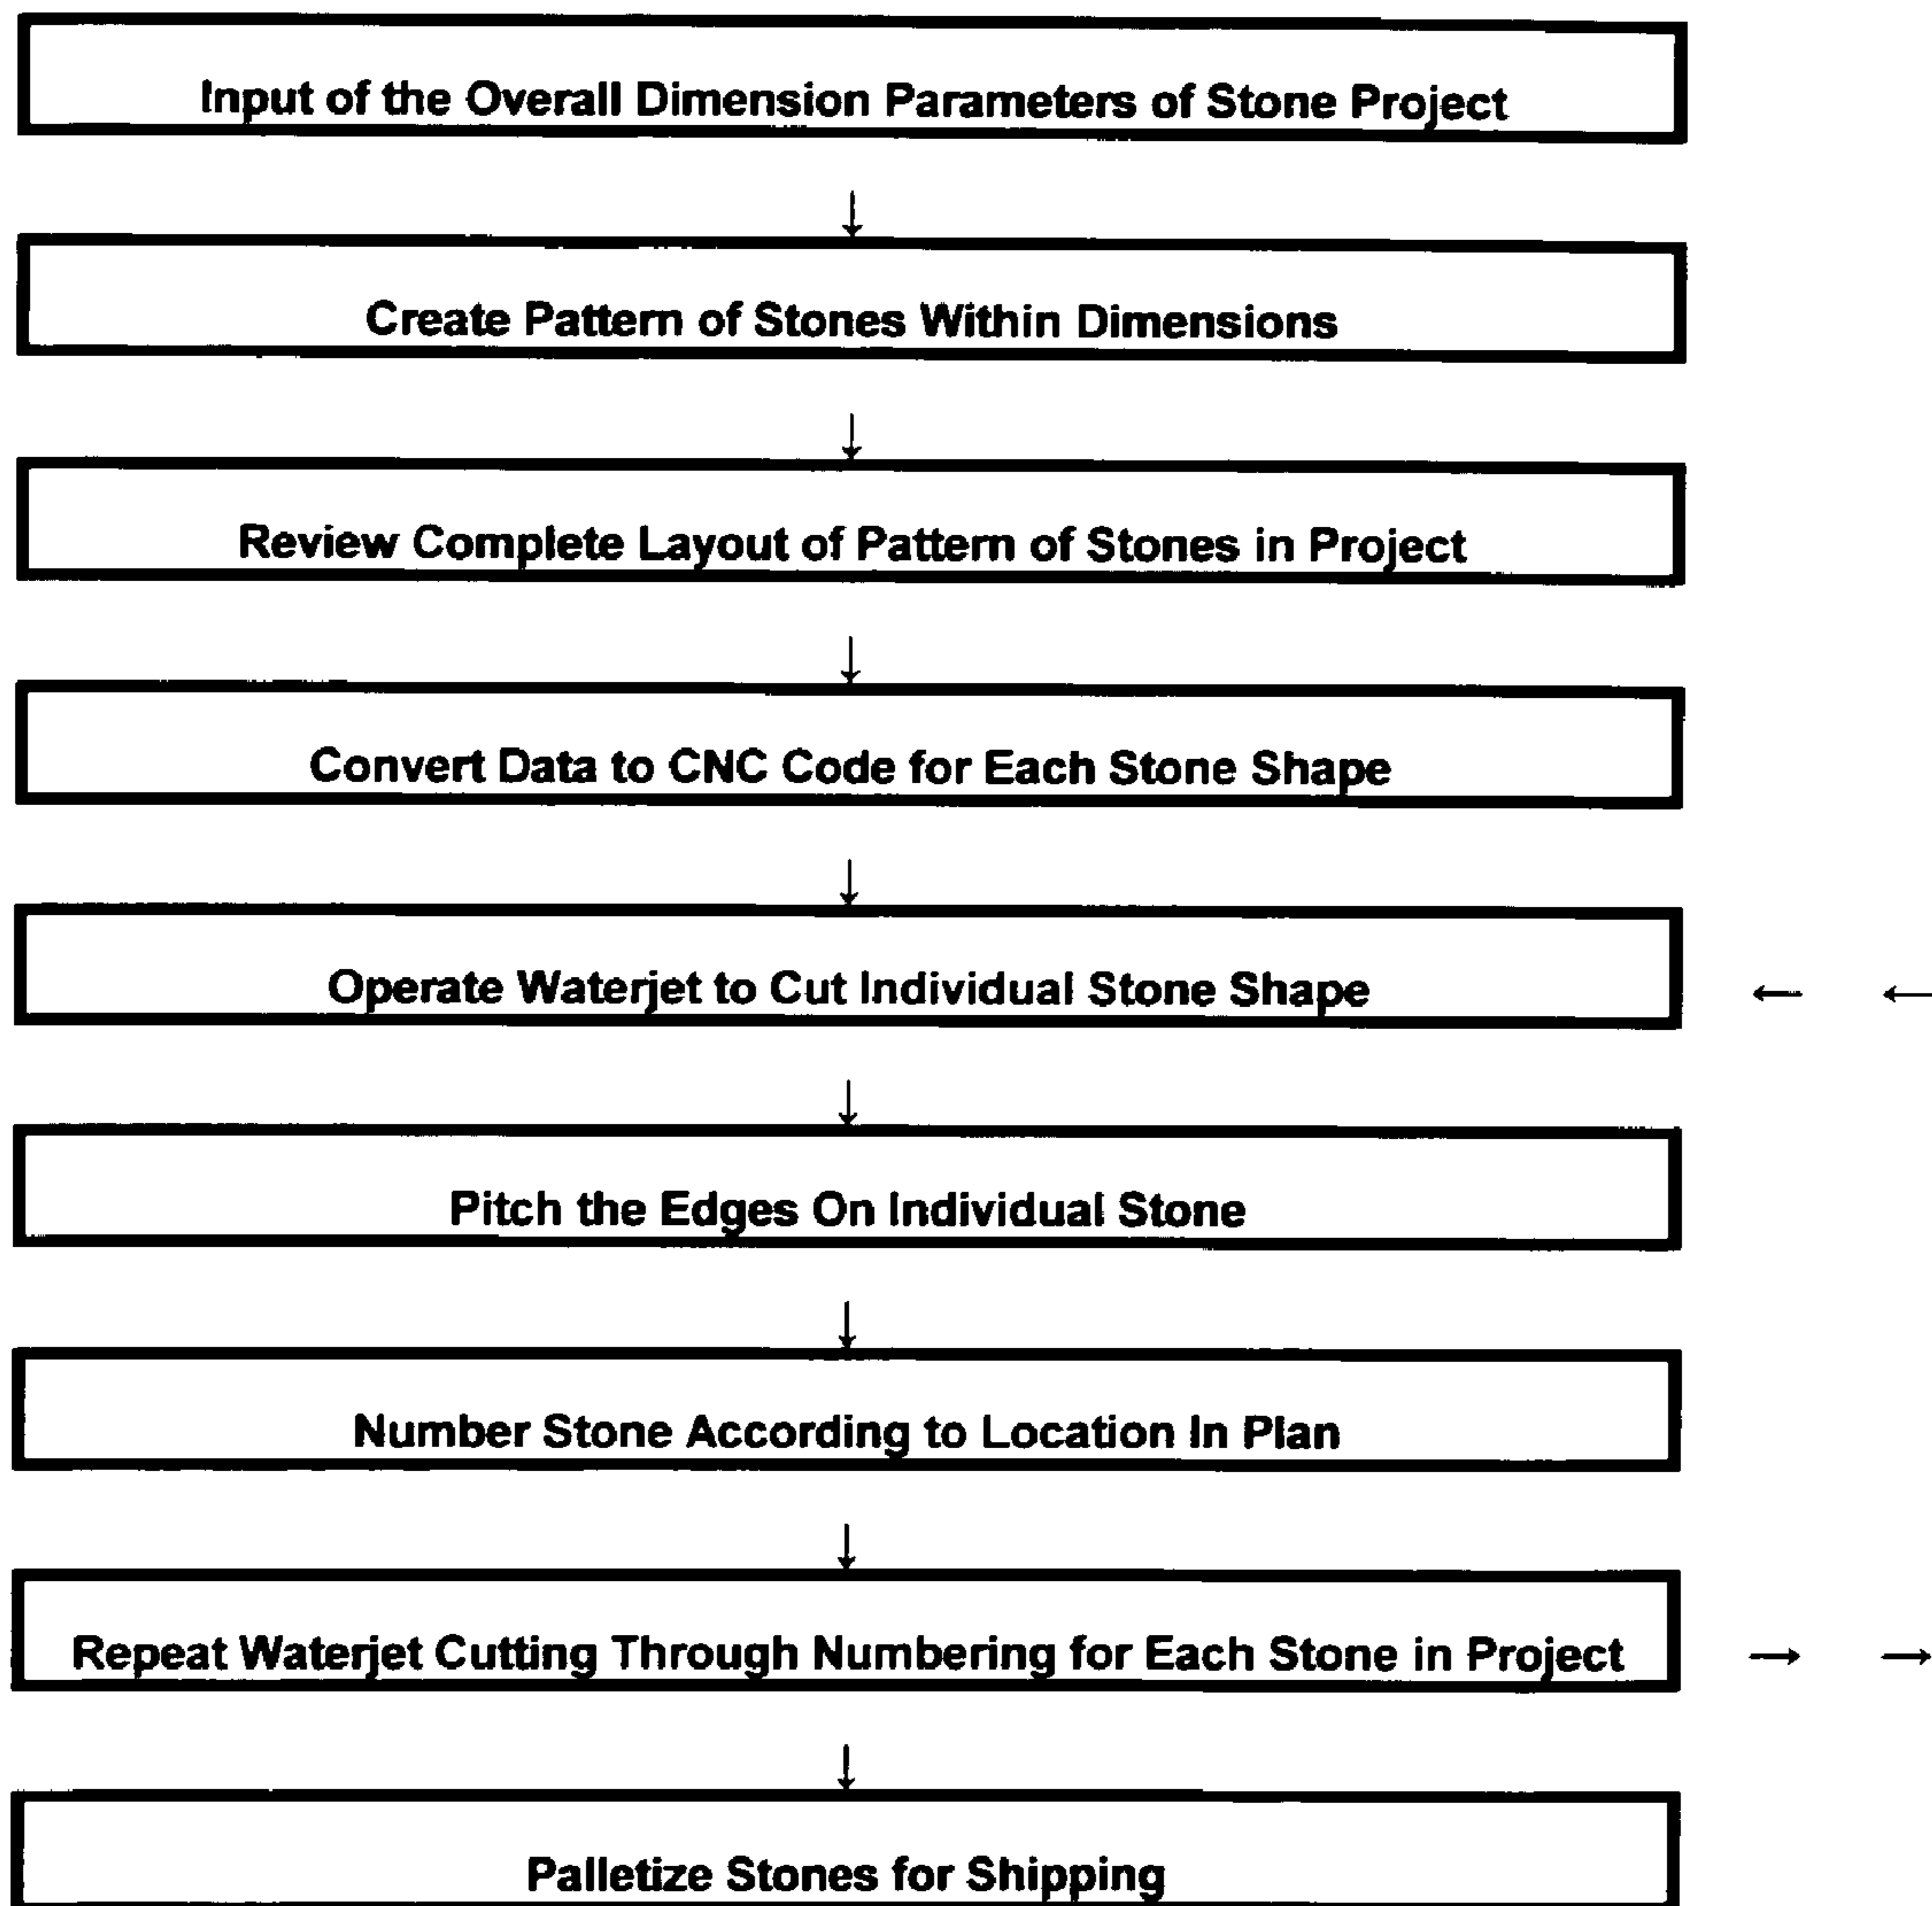 Input of the Overall Dimension Parameters of Stone Project
Create Pattern of Stones Within Dimensions
Review Complete Layout of Pattern of Stones in Project
Convert Data to CNC Code for Each Stone Shape
Operate Waterjet to Cut Individual Stone Shape
Pitch the Edges On Individual Stone
Number Stone According to Location In Plan
Repeat Waterjet Cutting Through Numbering for Each Stone in Project
Palletize Stones for Shipping